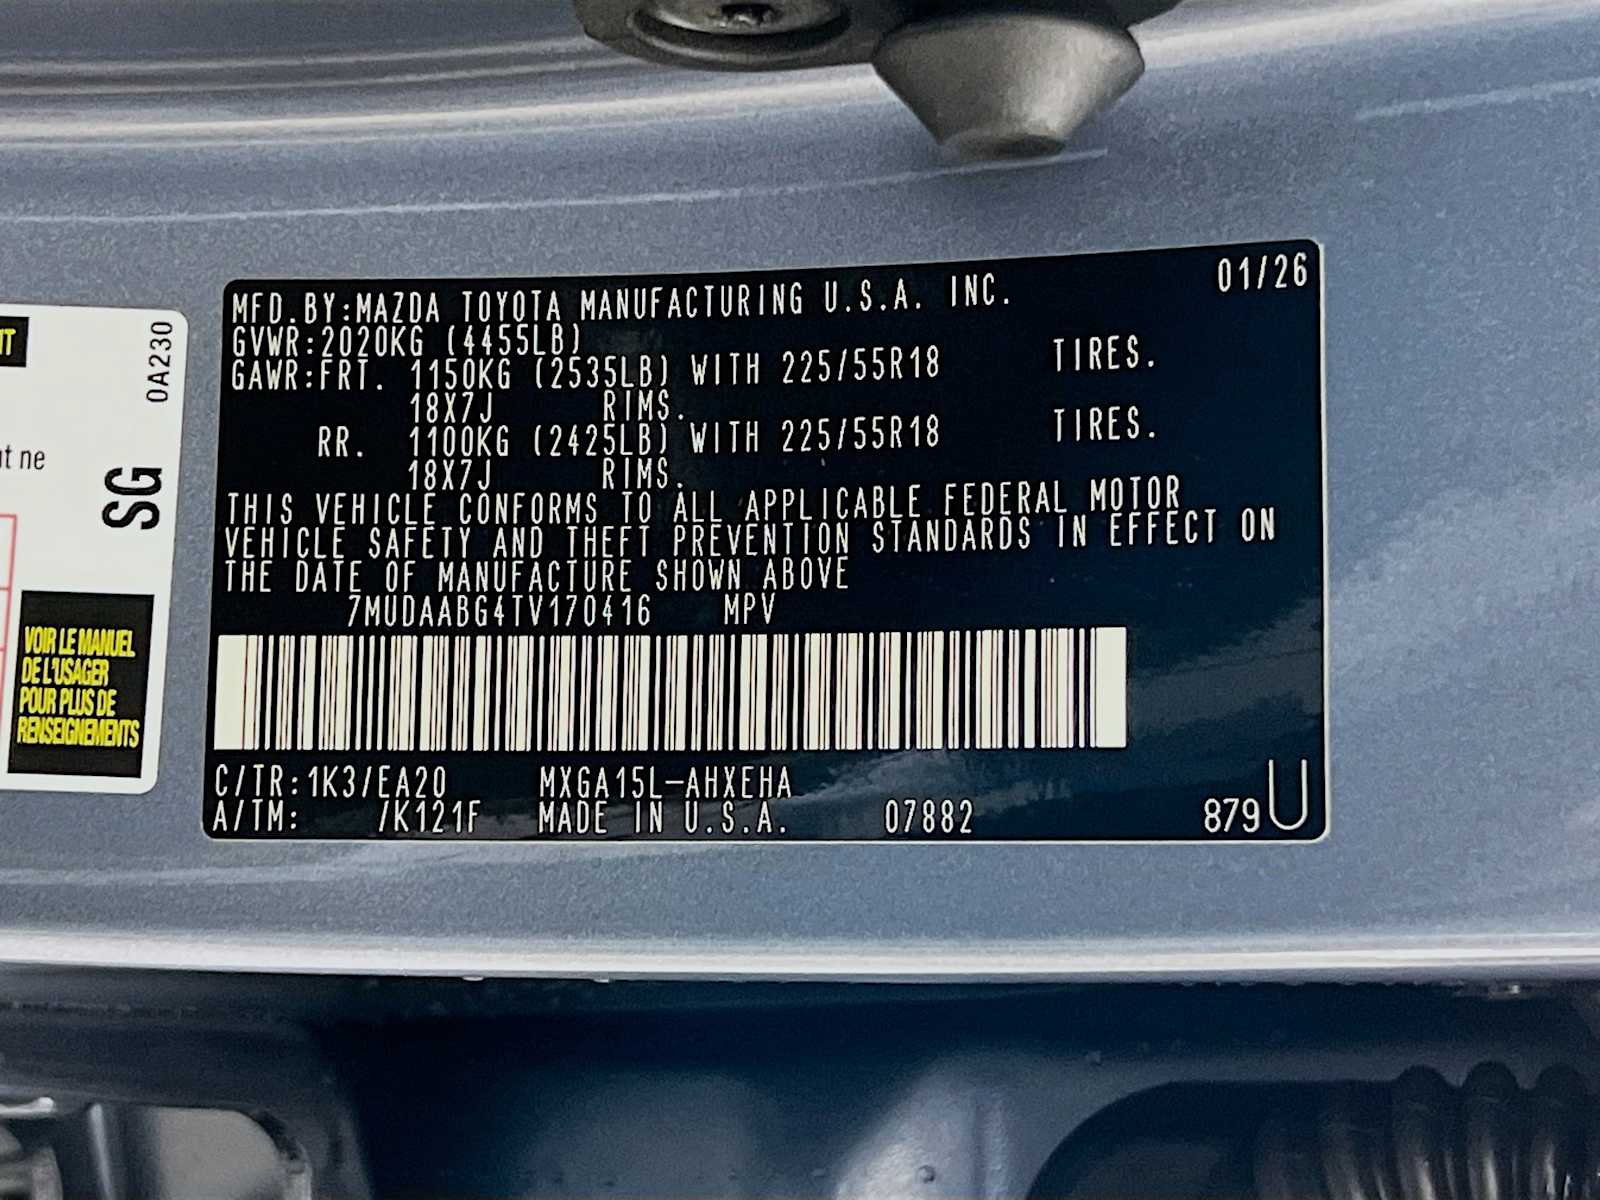 MFD.BY:MAZDA TOYOTA MANUFACTURING U.S.A. INC. 01/26
GVWR:2020KG (4455LB)
GAWR:FRT. 1150KG (2535LB) WITH 225/55R18 TIRES.
18X7J RIMS.
RR. 1100KG (2425LB) WITH 225/55R18 TIRES.
18X7J RIMS.
THIS VEHICLE CONFORMS TO ALL APPLICABLE FEDERAL MOTOR
VEHICLE SAFETY AND THEFT PREVENTION STANDARDS IN EFFECT ON
THE DATE OF MANUFACTURE SHOWN ABOVE
7MUDAABG4TV170416 MPV
C/TR:1K3/EA20 MXGA15L-AHXEHA
A/TM: /K121F MADE IN U.S.A. 07882 879U
0A230
SG
ne
VOIR LE MANUEL
DE L'USAGER
POUR PLUS DE
RENSEIGNEMENTS